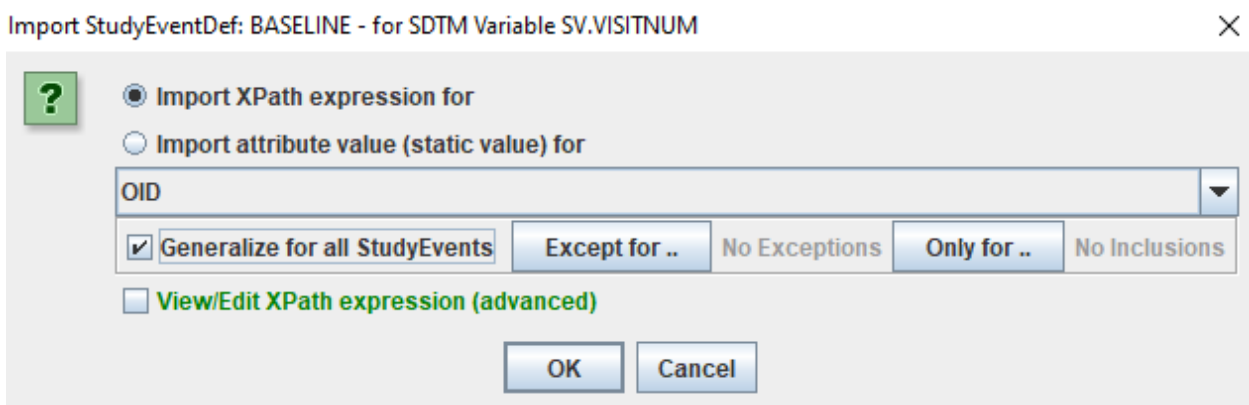 Import StudyEventDef: BASELINE - for SDTM Variable SV.VISITNUM
?
Import XPath expression for
Import attribute value (static value) for
OID
Generalize for all StudyEvents Except for .. No Exceptions Only for .. No Inclusions
View/Edit XPath expression (advanced)
OK Cancel